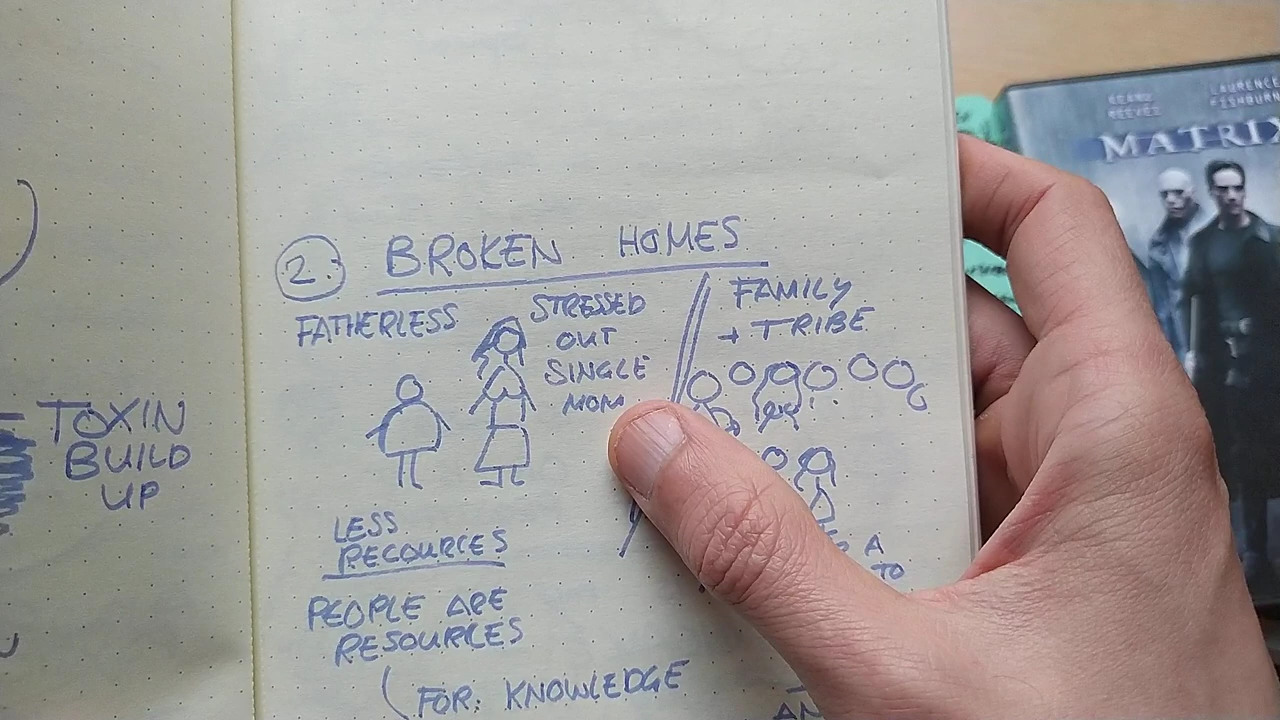 TOXIN
BUILD
UP
2.
BROKEN HOMES
FATHERLESS
STRESSED
OUT
SINGLE
MOM
FAMILY
+ TRIBE
LESS
RECOURCES
PEOPLE ARE
RESOURCES
FOR: KNOWLEDGE
A
TO
KEANU
REEVES
LAURENCE
MATRIX